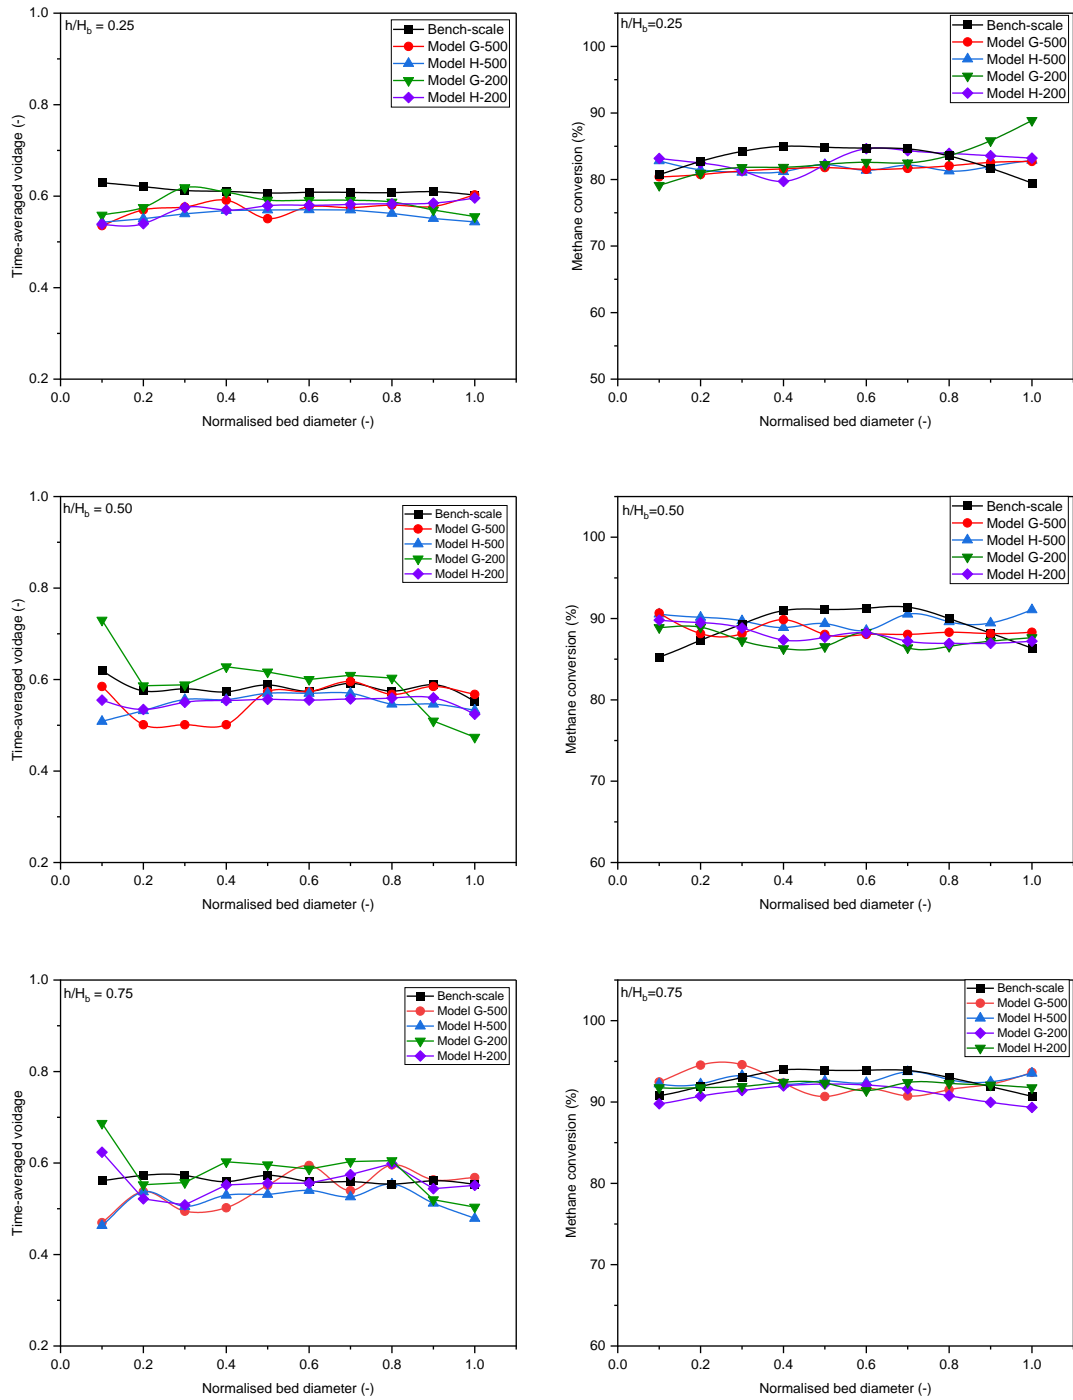 h/Hb = 0.25
Bench-scale
Model G-500
Model H-500
Model G-200
Model H-200
1.0
0.8
0.6
0.4
0.2
Time-averaged voidage (-)
0.0 0.2 0.4 0.6 0.8 1.0
Normalised bed diameter (-)
h/Hb=0.25
Bench-scale
Model G-500
Model H-500
Model G-200
Model H-200
100
90
80
70
60
50
Methane conversion (%)
0.0 0.2 0.4 0.6 0.8 1.0
Normalised bed diameter (-)
h/Hb = 0.50
Bench-scale
Model G-500
Model H-500
Model G-200
Model H-200
1.0
0.8
0.6
0.4
0.2
Time-averaged voidage (-)
0.0 0.2 0.4 0.6 0.8 1.0
Normalised bed diameter (-)
h/Hb=0.50
Bench-scale
Model G-500
Model H-500
Model G-200
Model H-200
100
90
80
70
60
Methane conversion (%)
0.0 0.2 0.4 0.6 0.8 1.0
Normalised bed diameter (-)
h/Hb = 0.75
Bench-scale
Model G-500
Model H-500
Model G-200
Model H-200
1.0
0.8
0.6
0.4
0.2
Time-averaged voidage
0.0 0.2 0.4 0.6 0.8 1.0
Normalised bed diameter (-)
h/Hb=0.75
Bench-scale
Model G-500
Model H-500
Model G-200
Model H-200
100
90
80
70
60
Methane conversion (%)
0.0 0.2 0.4 0.6 0.8 1.0
Normalised bed diameter (-)